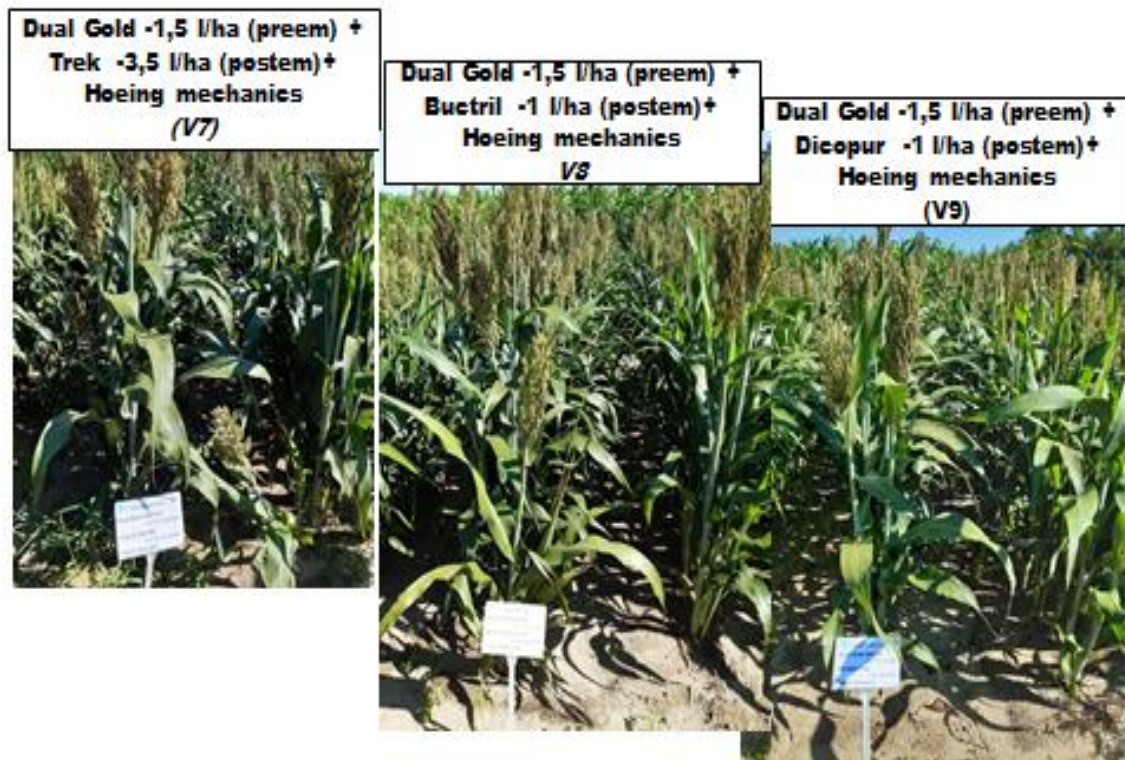 Dual Gold -1,5 l/ha (preem) +
Trek -3,5 l/ha (postem)+
Hoeing mechanics
(V7)
Dual Gold -1,5 l/ha (preem) +
Buctril -1 l/ha (postem)+
Hoeing mechanics
V8
Dual Gold -1,5 l/ha (preem) +
Dicopur -1 l/ha (postem)+
Hoeing mechanics
(V9)